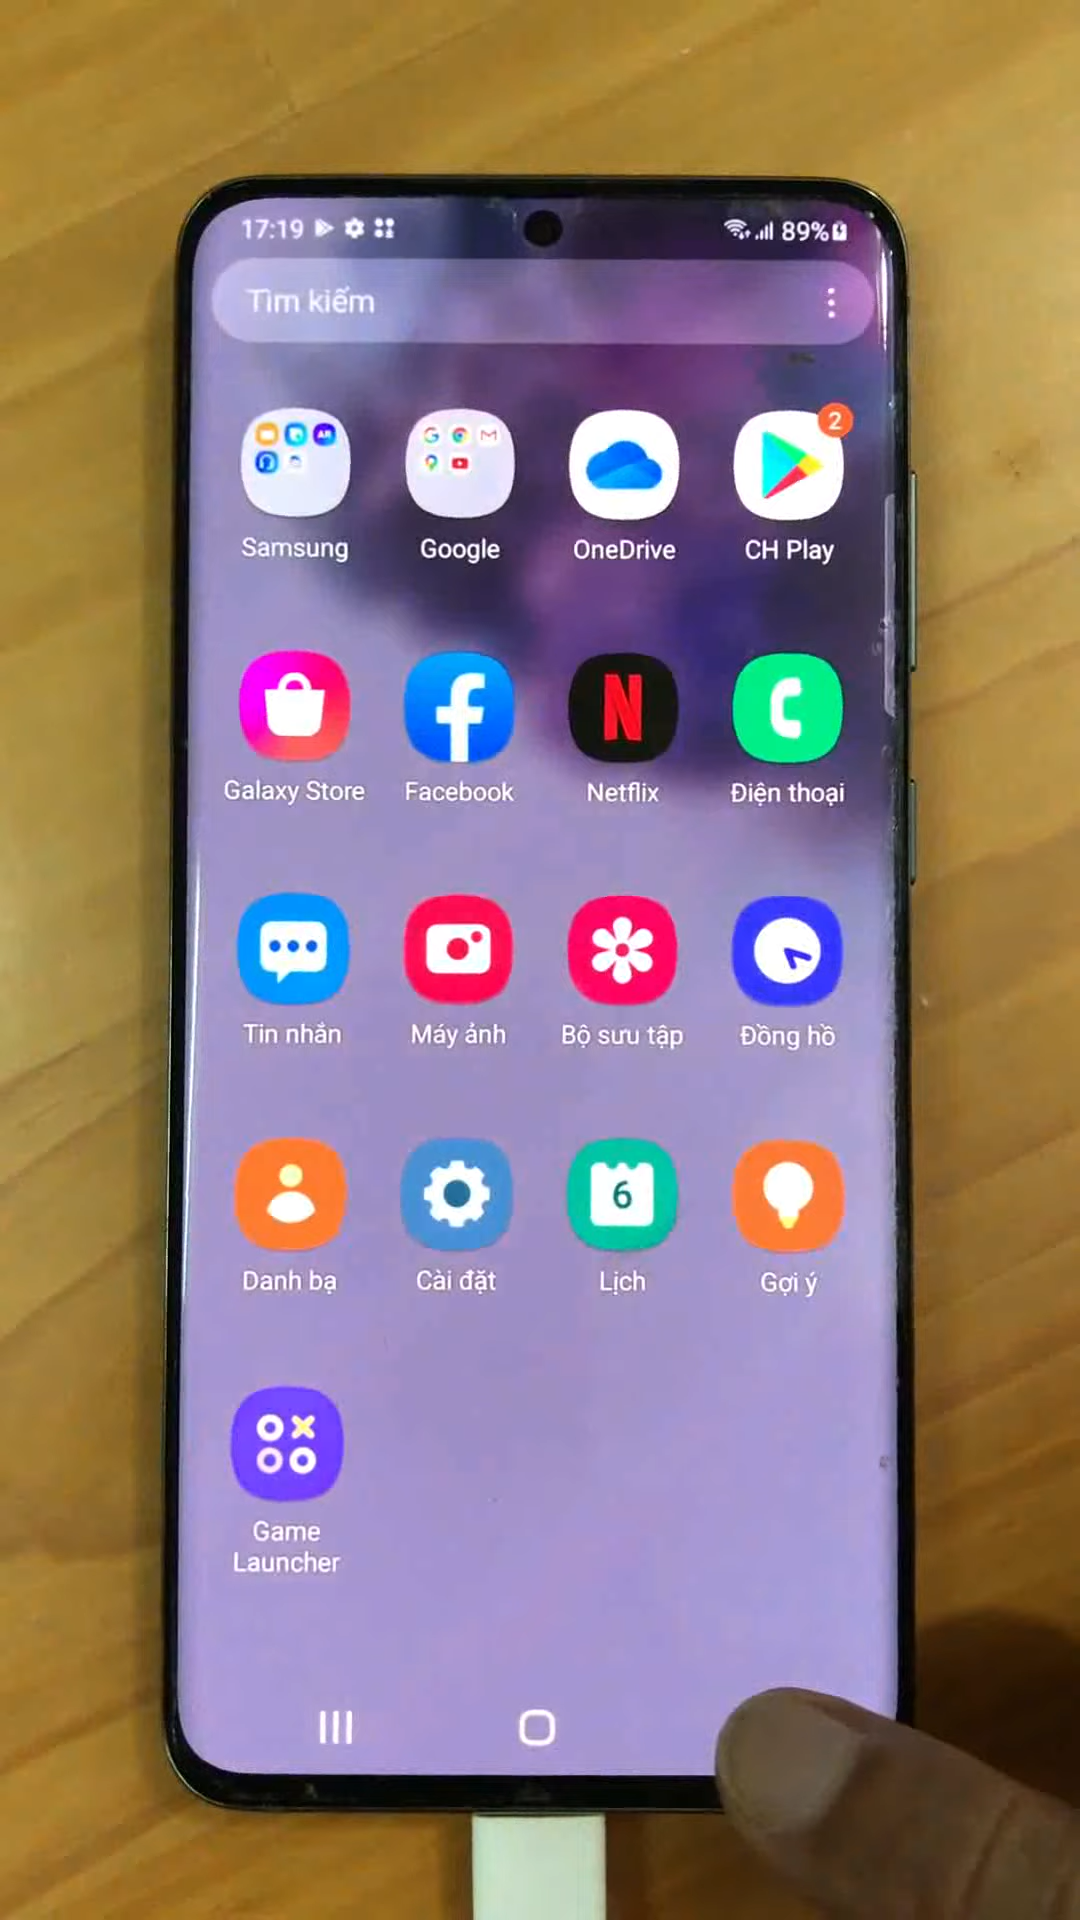 17:19
89%
Tìm kiếm
2
AR
Samsung
Google
OneDrive
CH Play
N
Galaxy Store
Facebook
Netflix
Điện thoại
Tin nhắn
Máy ảnh
Bộ sưu tập
Đồng hồ
6
Danh bạ
Cài đặt
Lịch
Gợi ý
Game
Launcher